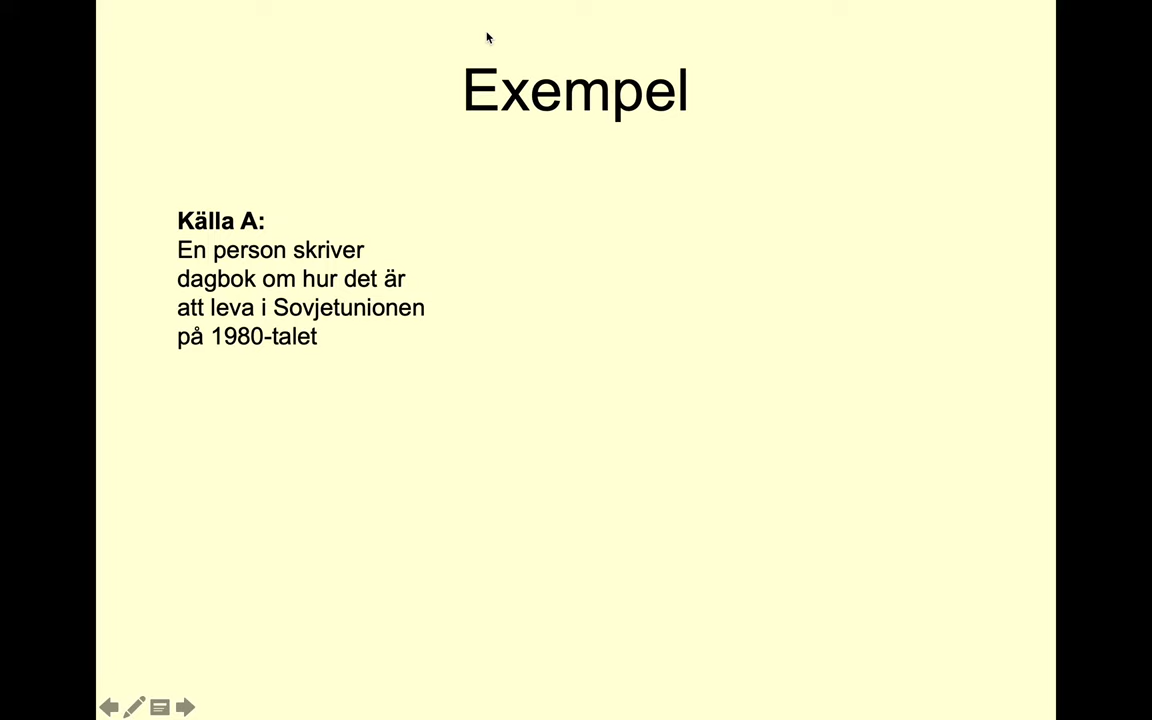 Exempel
Källa A:
En person skriver
dagbok om hur det är
att leva i Sovjetunionen
på 1980-talet